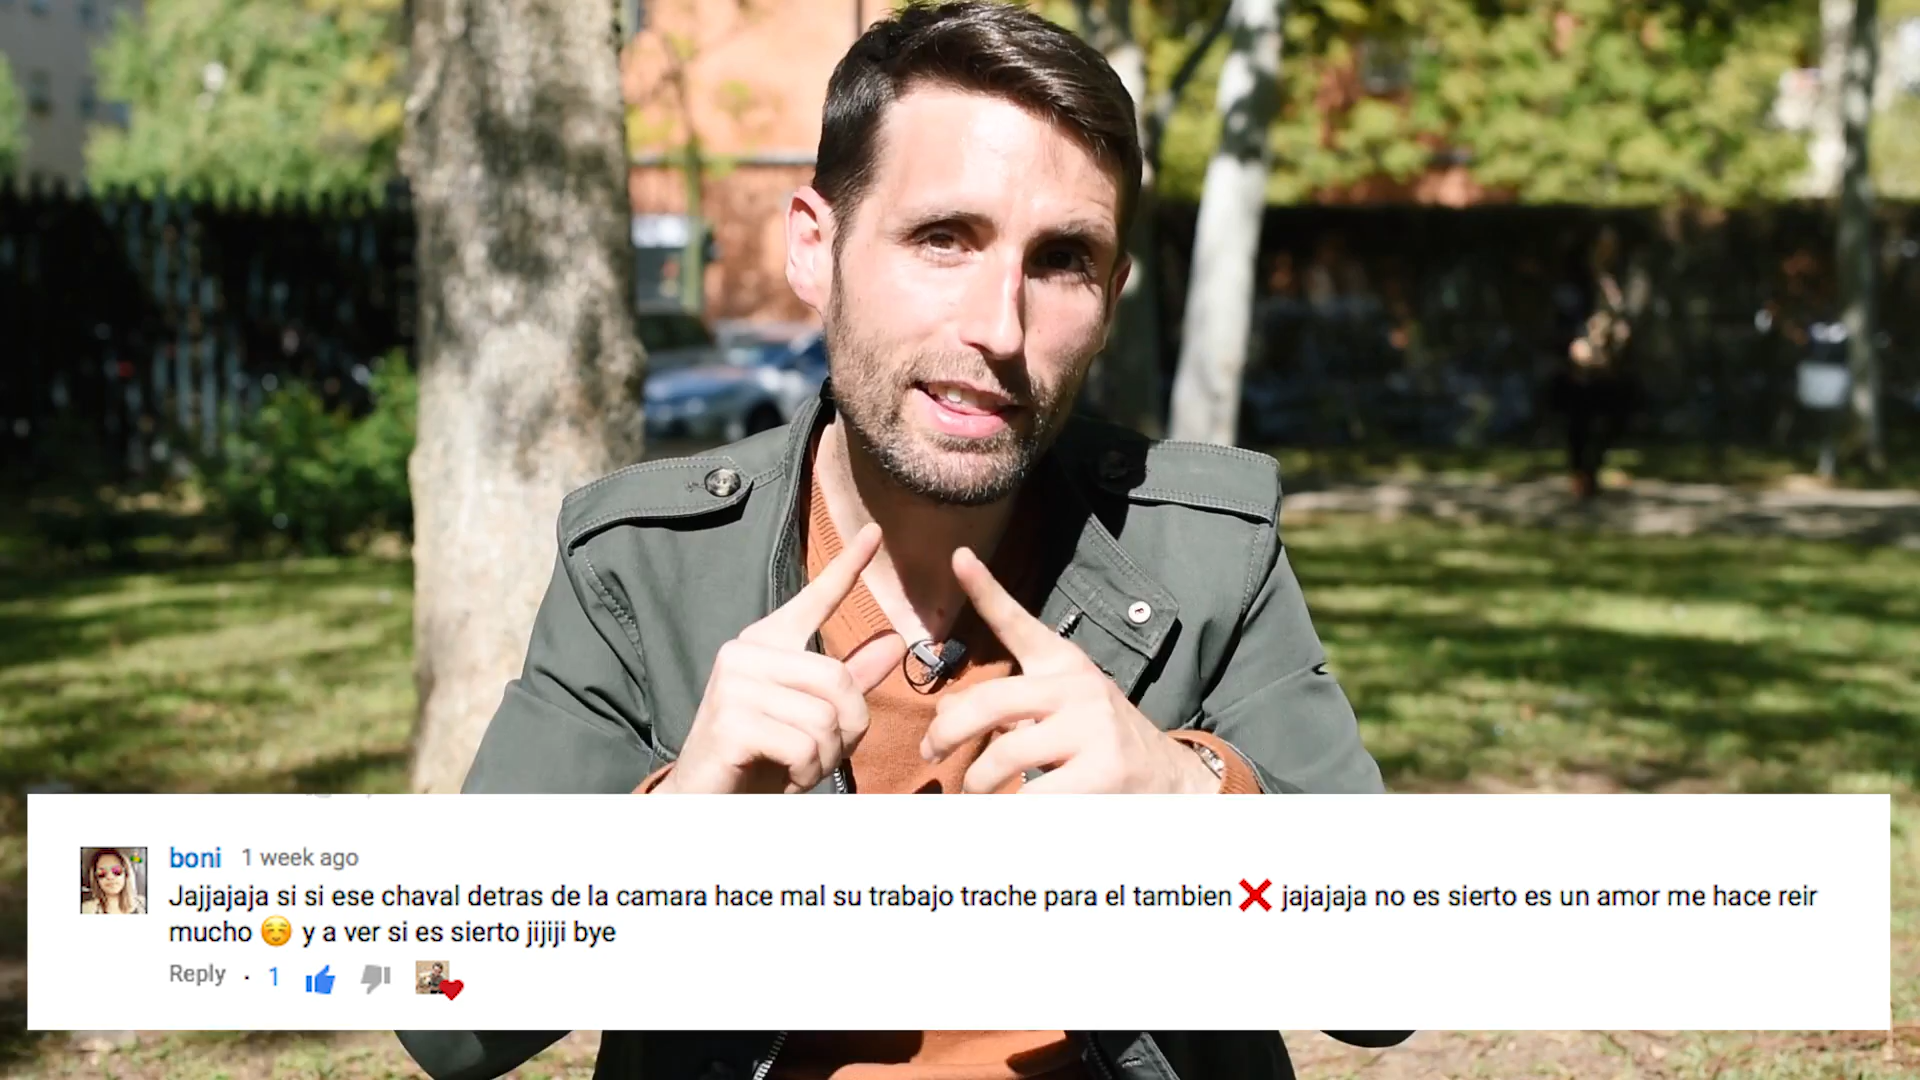 boni 1 week ago
Jajjajaja si si ese chaval detras de la camara hace mal su trabajo trache para el tambien ❌ jajajaja no es sierto es un amor me hace reir
mucho ☺️ y a ver si es sierto jijiji bye
Reply · 1